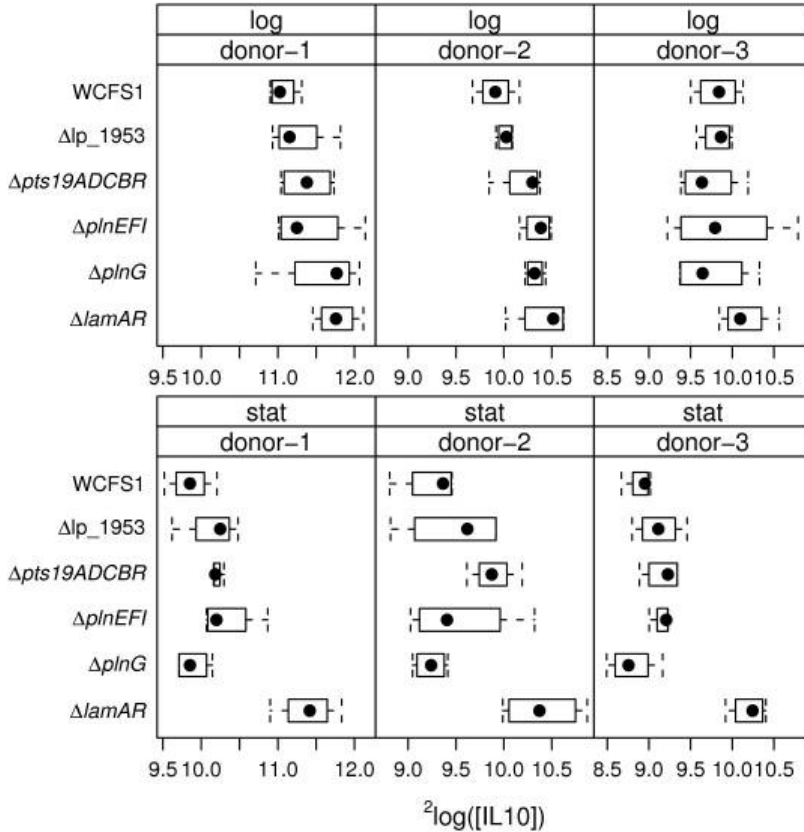 log log log
donor-1 donor-2 donor-3
WCFS1
Δlp_1953
Δpts19ADCBR
ΔplnEFI
ΔplnG
ΔlamAR
9.5 10.0 11.0 12.0 9.0 9.5 10.0 10.5 8.5 9.0 9.5 10.0 10.5
stat stat stat
donor-1 donor-2 donor-3
WCFS1
Δlp_1953
Δpts19ADCBR
ΔplnEFI
ΔplnG
ΔlamAR
9.5 10.0 11.0 12.0 9.0 9.5 10.0 10.5 8.5 9.0 9.5 10.0 10.5
²log([IL10])